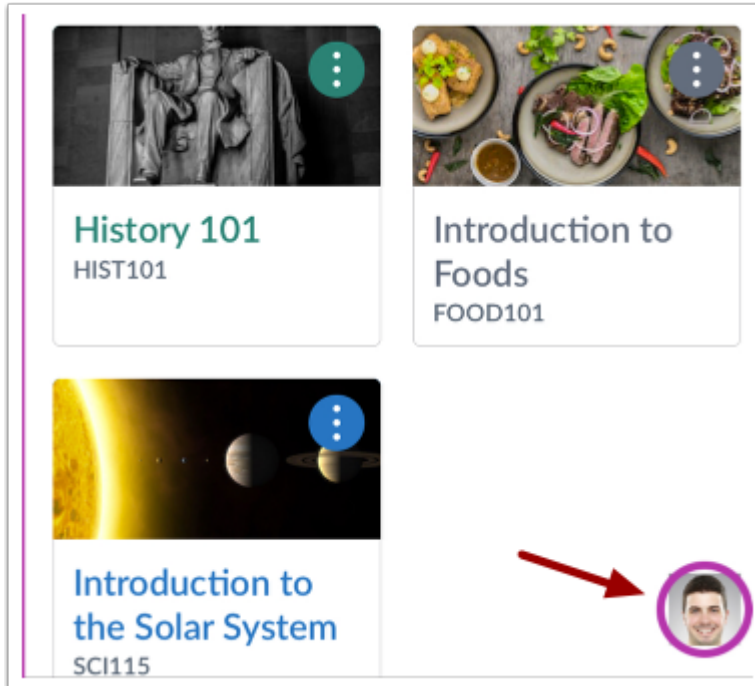 History 101
HIST101
Introduction to
Foods
FOOD101
Introduction to
the Solar System
SCI115